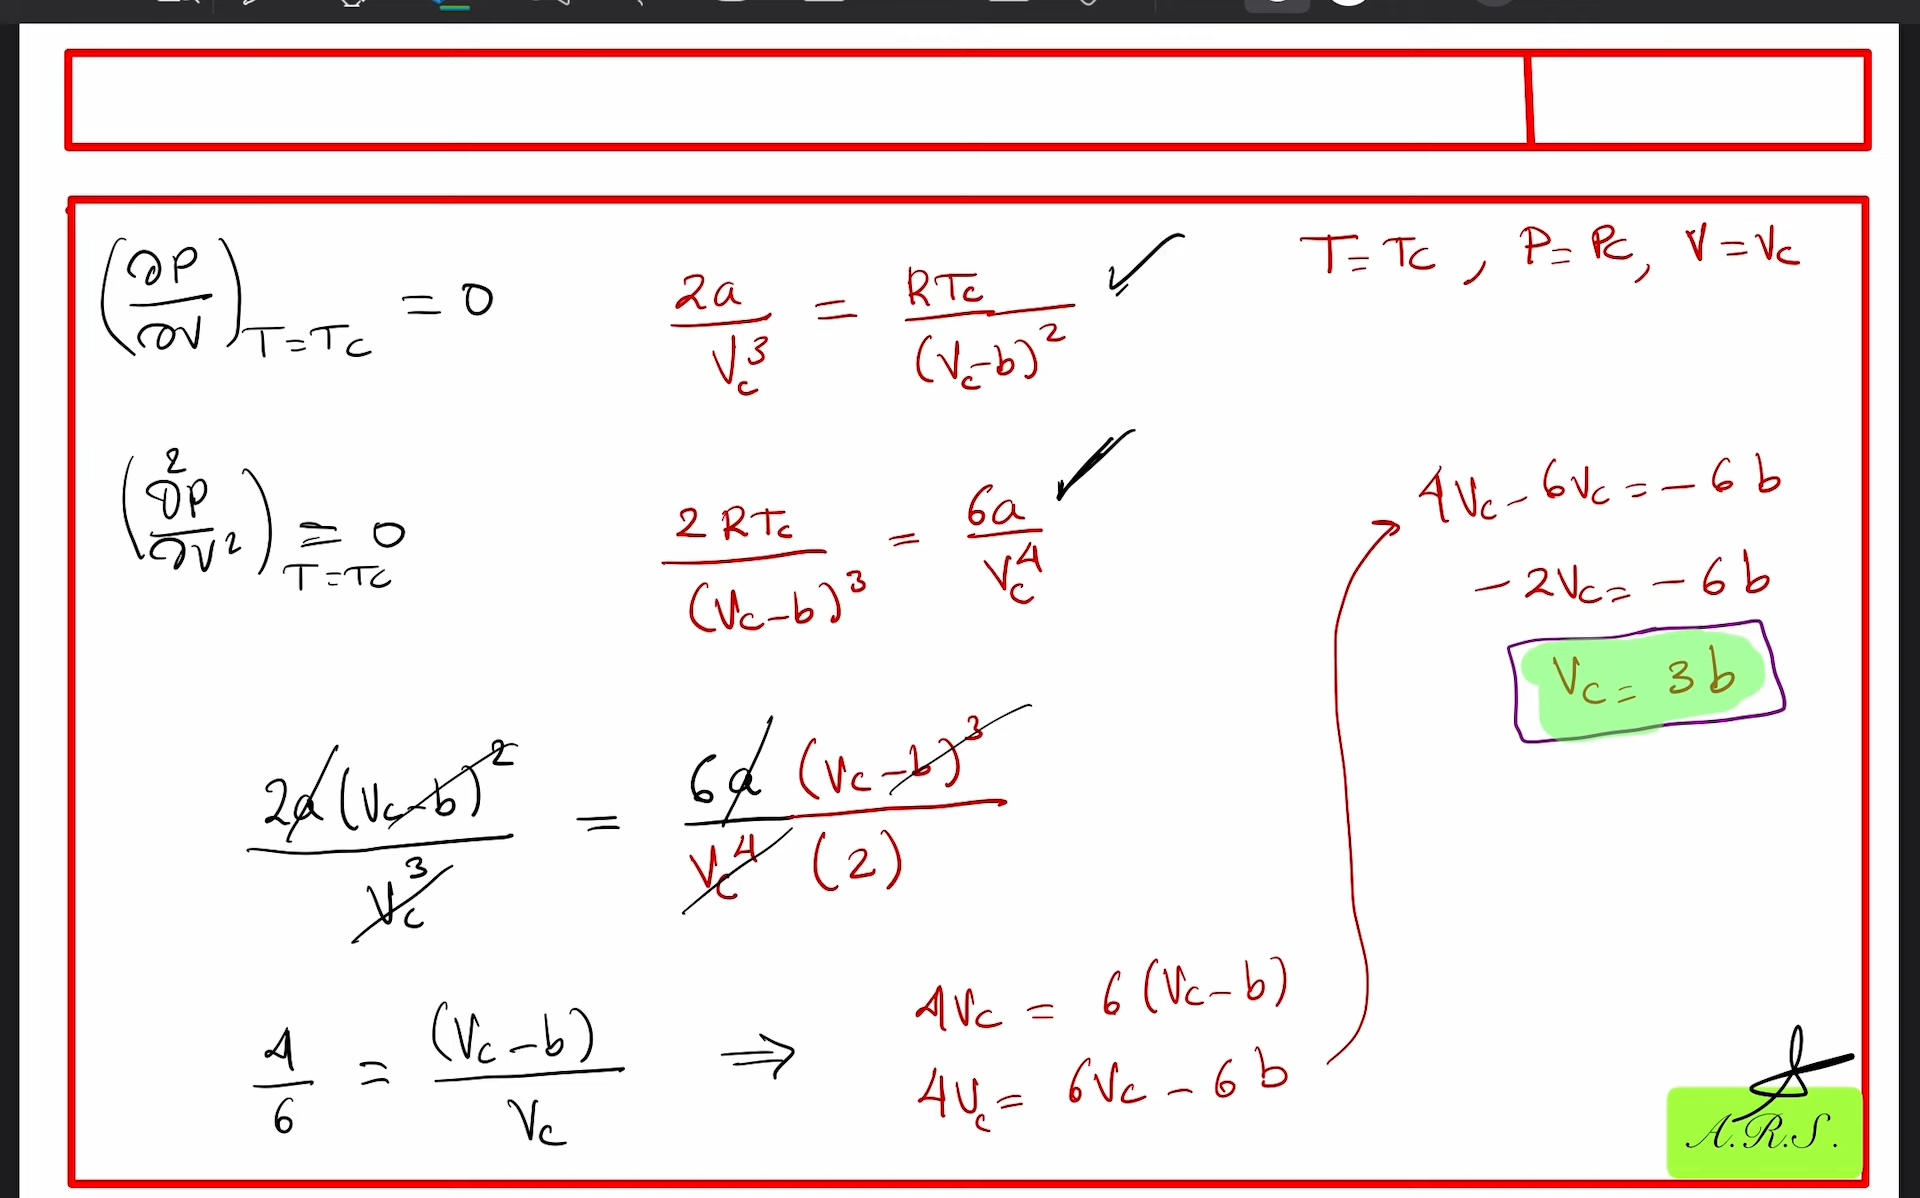 (∂P/∂V)_{T=Tc} = 0    2a/Vc³ = RTc/(Vc-b)²    T = Tc , P = Pc, V = Vc
(∂²P/∂V²)_{T=Tc} = 0    2RTc/(Vc-b)³ = 6a/Vc⁴
2a(Vc-b)²/Vc³ = 6a(Vc-b)³/Vc⁴(2)
4/6 = (Vc-b)/Vc ⇒ 4Vc = 6(Vc-b)
4Vc = 6Vc - 6b
4Vc - 6Vc = -6b
-2Vc = -6b
Vc = 3b
A.R.S.